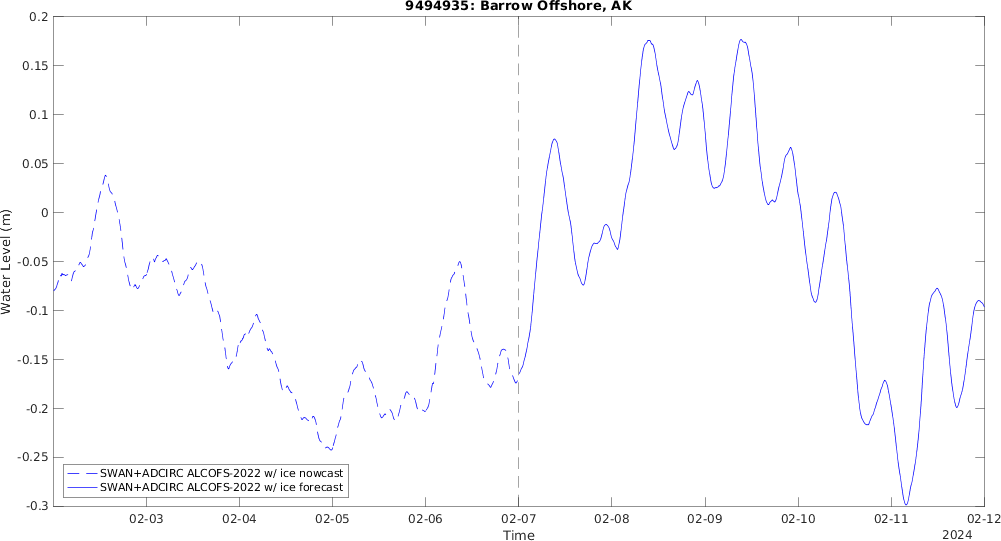 9494935: Barrow Offshore, AK
0.2
0.15
0.1
0.05
0
-0.05
-0.1
-0.15
-0.2
-0.25
-0.3
Water Level (m)
SWAN+ADCIRC ALCOFS-2022 w/ ice nowcast
SWAN+ADCIRC ALCOFS-2022 w/ ice forecast
02-03 02-04 02-05 02-06 02-07 02-08 02-09 02-10 02-11 02-12
Time
2024